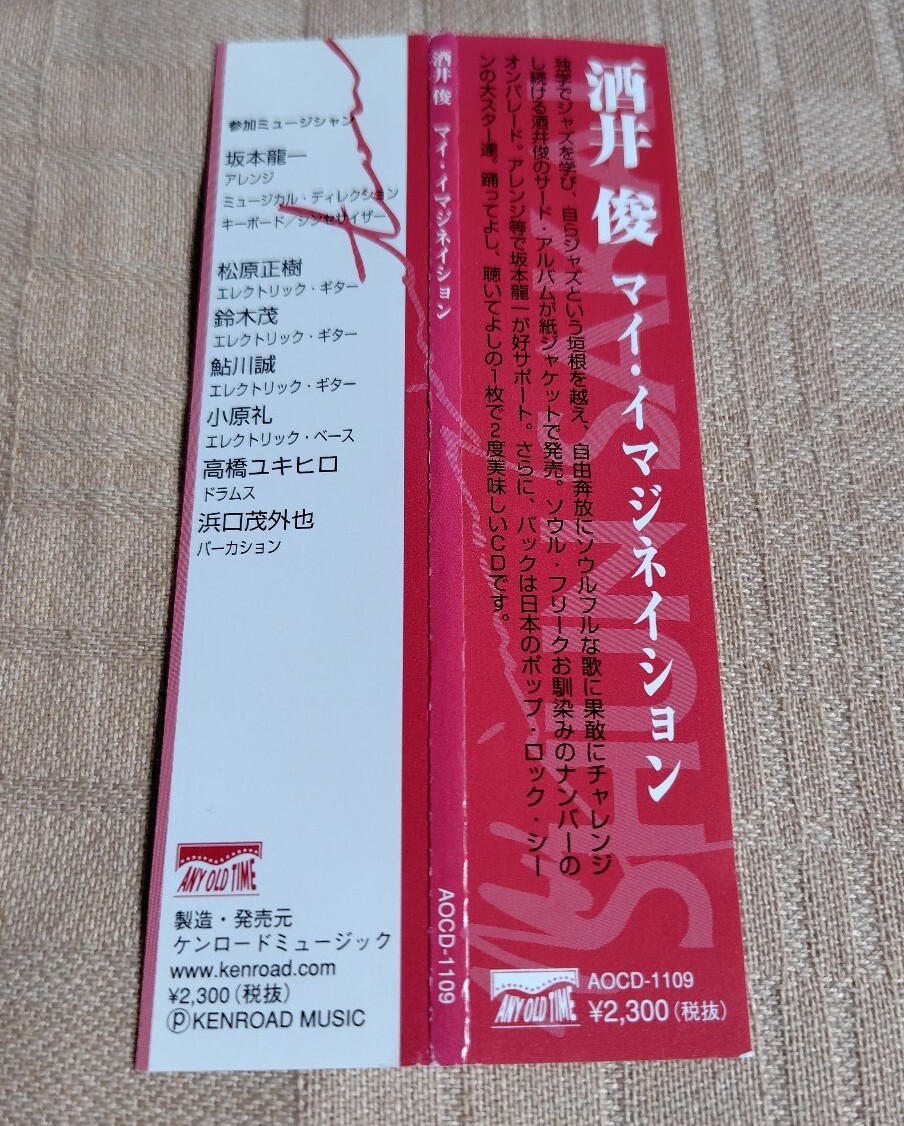 酒井 俊 マイ・イマジネイション
独学でジャズを学び、自らジャズという垣根を越え、自由奔放にソウルフルな歌に果敢にチャレンジ
し続ける酒井俊のサード・アルバムが紙ジャケットで発売。ソウル・フリークお馴染みのナンバーの
オンパレード。アレンジ等で坂本龍一が好サポート。さらに、バックは日本のポップ・ロック・シー
ンの大スター達。踊ってよし、聴いてよしの1枚で2度美味しいCDです。
SHUN SAKAI
ANY OLD TIME
AOCD-1109
¥2,300(税抜)
酒井 俊 マイ・イマジネイション
AOCD-1109
参加ミュージシャン
坂本龍一
アレンジ
ミュージカル・ディレクション
キーボード/シンセサイザー
松原正樹
エレクトリック・ギター
鈴木茂
エレクトリック・ギター
鮎川誠
エレクトリック・ギター
小原礼
エレクトリック・ベース
高橋ユキヒロ
ドラムス
浜口茂外也
パーカション
ANY OLD TIME
製造・発売元
ケンロードミュージック
www.kenroad.com
¥2,300(税抜)
ⓟKENROAD MUSIC